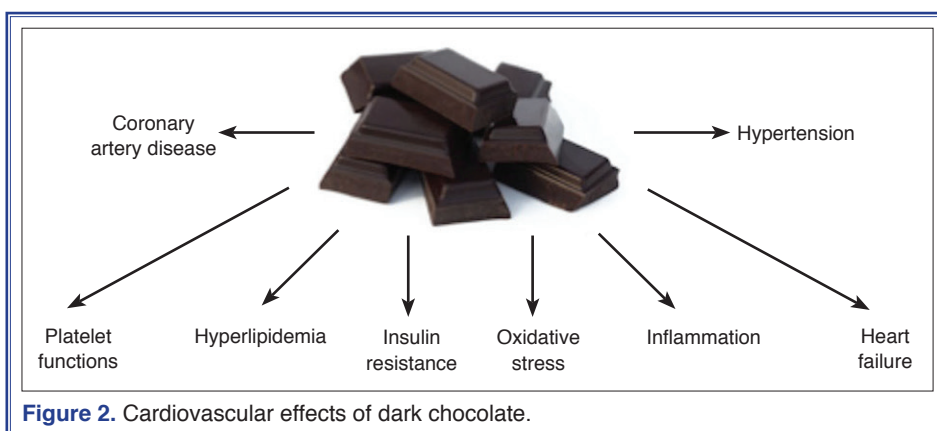 Coronary
artery disease
Hypertension
Platelet
functions
Hyperlipidemia
Insulin
resistance
Oxidative
stress
Inflammation
Heart
failure
Figure 2. Cardiovascular effects of dark chocolate.